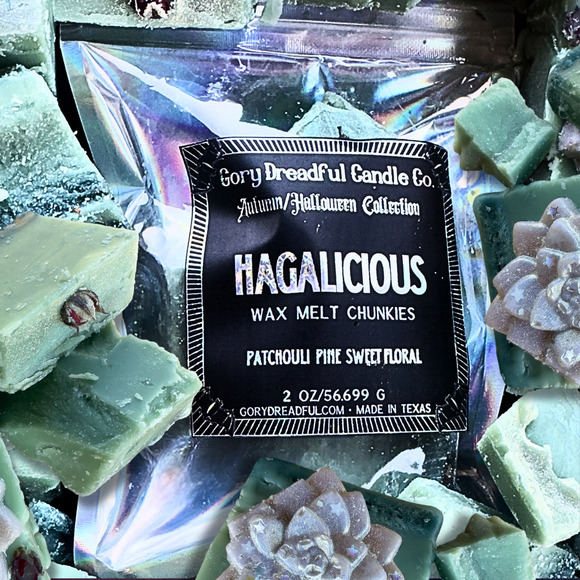 Gory Dreadful Candle Co.
Autumn/Halloween Collection
HAGALICIOUS
WAX MELT CHUNKIES
PATCHOULI PINE SWEET FLORAL
2 OZ/56.699 G
GORYDREADFUL.COM • MADE IN TEXAS